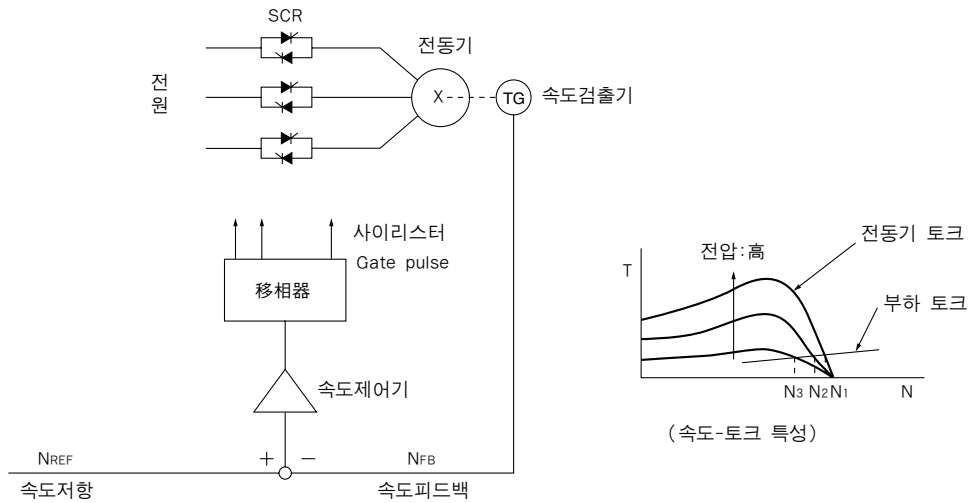 SCR
전동기
전
원
X
TG
속도검출기
사이리스터
Gate pulse
移相器
속도제어기
NREF
+
−
NFB
속도저항
속도피드백
전압:高
전동기 토크
T
부하 토크
N3 N2 N1
N
(속도-토크 특성)